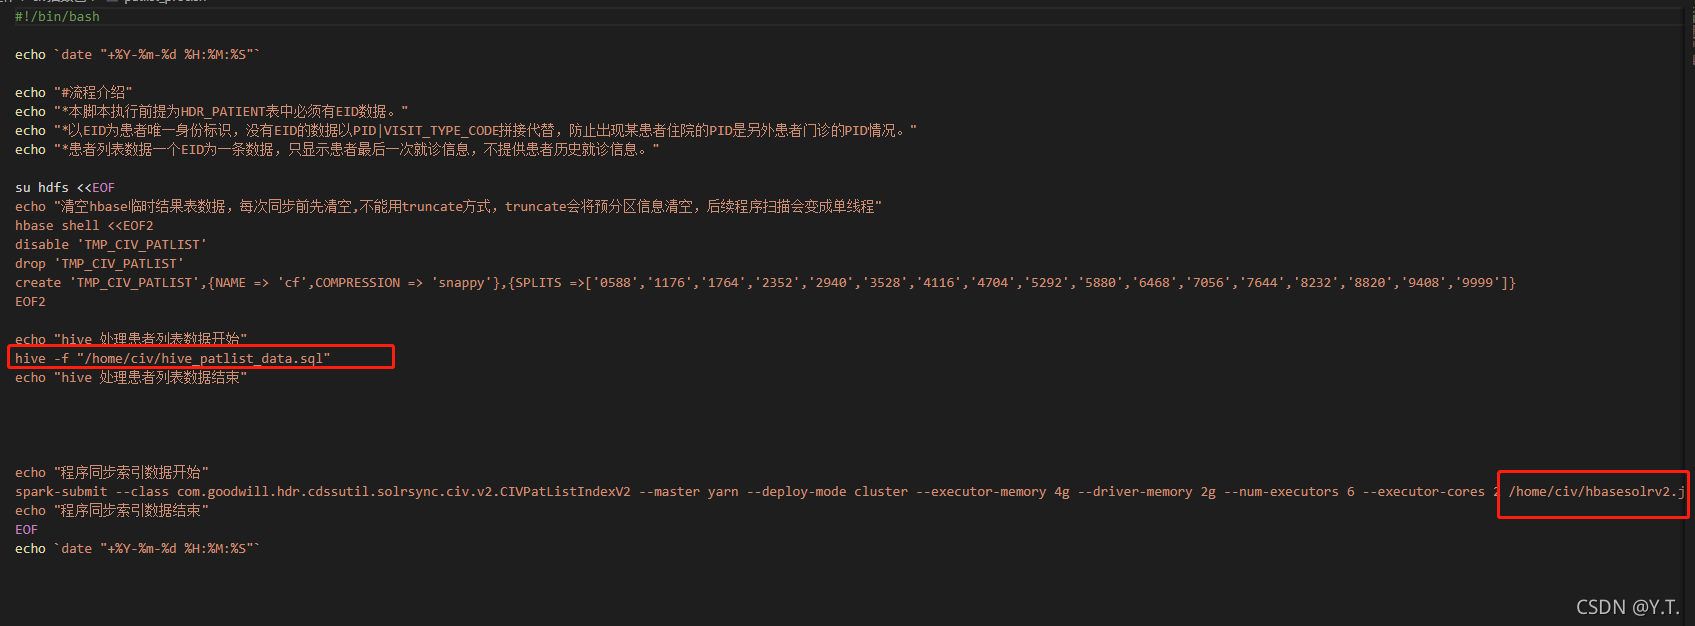 #!/bin/bash
echo `date "+%Y-%m-%d %H:%M:%S"`
echo "#流程介绍"
echo "*本脚本执行前提为HDR_PATIENT表中必须有EID数据。"
echo "*以EID为患者唯一身份标识，没有EID的数据以PID|VISIT_TYPE_CODE拼接代替，防止出现某患者住院的PID是另外患者门诊的PID情况。"
echo "*患者列表数据一个EID为一条数据，只显示患者最后一次就诊信息，不提供患者历史就诊信息。"
su hdfs <<EOF
echo "清空hbase临时结果表数据，每次同步前先清空,不能用truncate方式，truncate会将预分区信息清空，后续程序扫描会变成单线程"
hbase shell <<EOF2
disable 'TMP_CIV_PATLIST'
drop 'TMP_CIV_PATLIST'
create 'TMP_CIV_PATLIST',{NAME => 'cf',COMPRESSION => 'snappy'},{SPLITS =>['0588','1176','1764','2352','2940','3528','4116','4704','5292','5880','6468','7056','7644','8232','8820','9408','9999']}
EOF2
echo "hive 处理患者列表数据开始"
hive -f "/home/civ/hive_patlist_data.sql"
echo "hive 处理患者列表数据结束"
echo "程序同步索引数据开始"
spark-submit --class com.goodwill.hdr.cdssutil.solrsync.civ.v2.CIVPatListIndexV2 --master yarn --deploy-mode cluster --executor-memory 4g --driver-memory 2g --num-executors 6 --executor-cores 2 /home/civ/hbasesolrv2.j
echo "程序同步索引数据结束"
EOF
echo `date "+%Y-%m-%d %H:%M:%S"`
CSDN @Y.T.